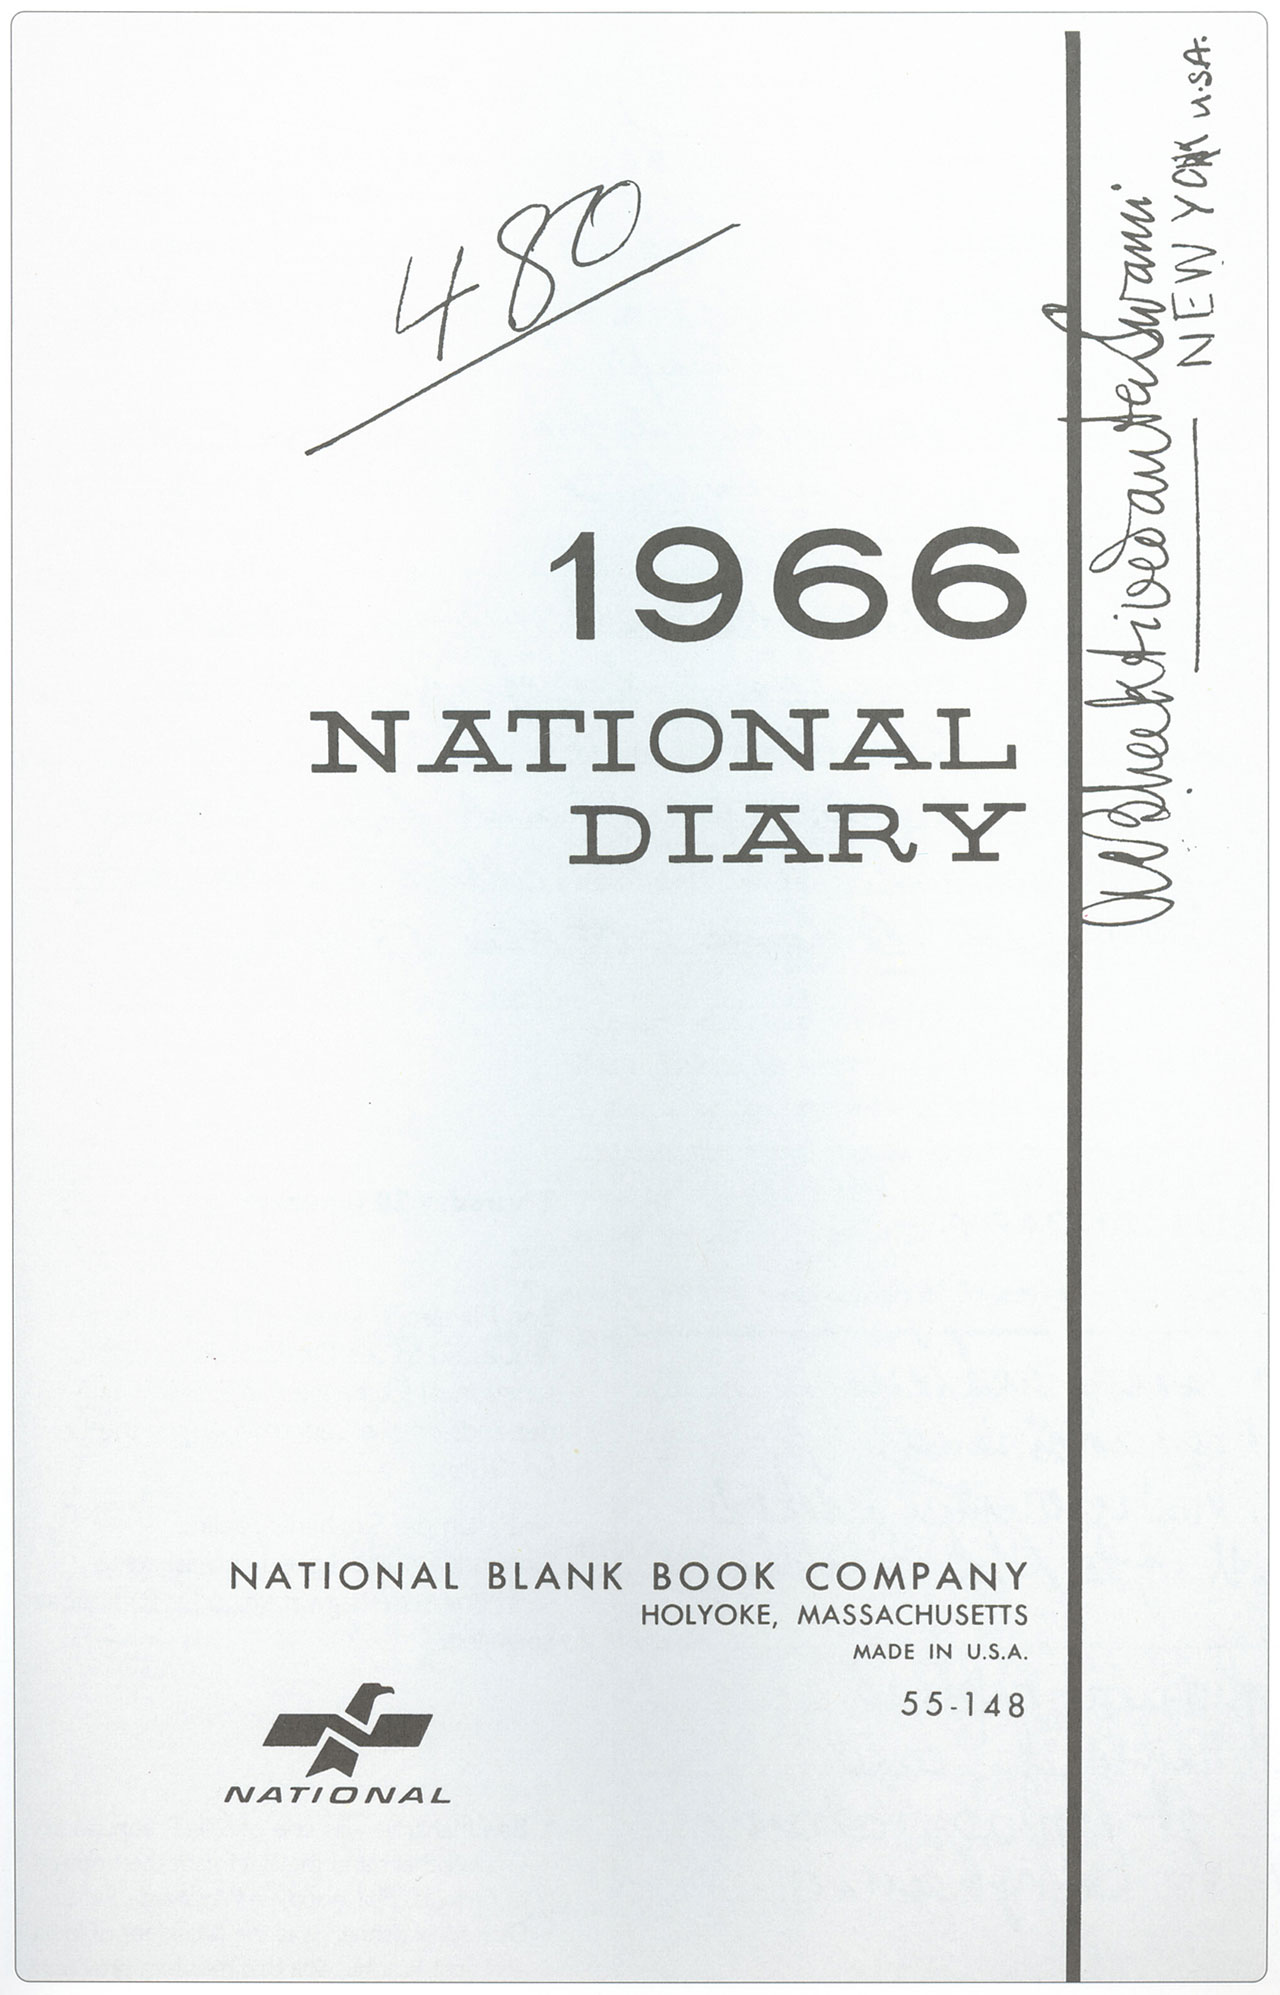 480
1966
NATIONAL
DIARY
ACBhaktivedanta Swami
NEW YORK U.S.A.
NATIONAL BLANK BOOK COMPANY
HOLYOKE, MASSACHUSETTS
MADE IN U.S.A.
55-148
NATIONAL